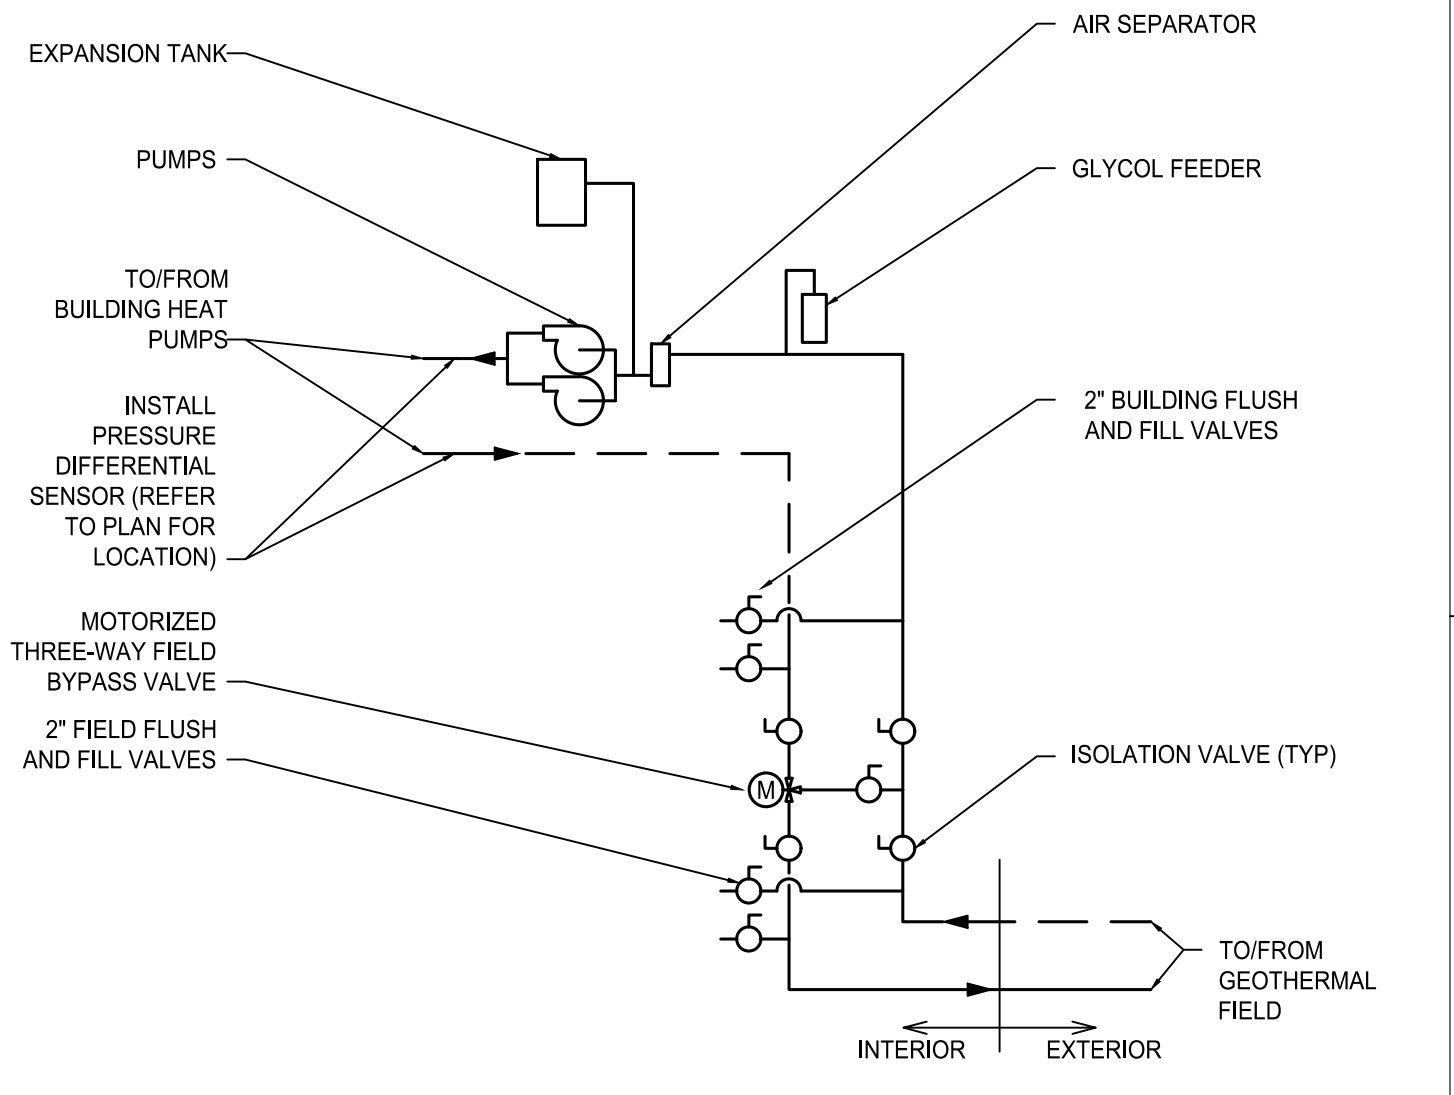 EXPANSION TANK
AIR SEPARATOR
PUMPS
GLYCOL FEEDER
TO/FROM
BUILDING HEAT
PUMPS
INSTALL
PRESSURE
DIFFERENTIAL
SENSOR (REFER
TO PLAN FOR
LOCATION)
2" BUILDING FLUSH
AND FILL VALVES
MOTORIZED
THREE-WAY FIELD
BYPASS VALVE
2" FIELD FLUSH
AND FILL VALVES
M
ISOLATION VALVE (TYP)
TO/FROM
GEOTHERMAL
FIELD
INTERIOR
EXTERIOR